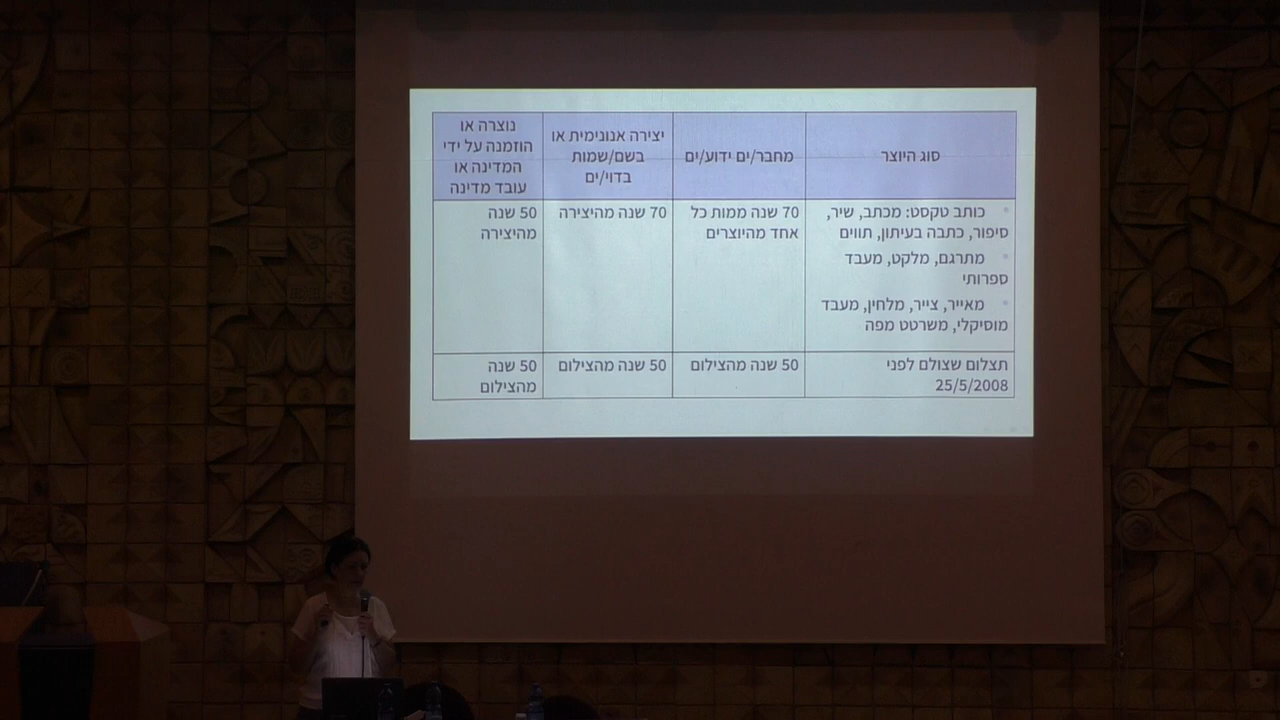 סוג היוצר
מחבר/ים ידוע/ים
יצירה אנונימית או
בשם/שמות
בדוי/ים
נוצרה או
הוזמנה על ידי
המדינה או
עובד מדינה
כותב טקסט: מכתב, שיר,
סיפור, כתבה בעיתון, תווים
מתרגם, מלקט, מעבד
ספרותי
מאייר, צייר, מלחין, מעבד
מוסיקלי, משרטט מפה
70 שנה ממות כל
אחד מהיוצרים
70 שנה מהיצירה
50 שנה
מהיצירה
תצלום שצולם לפני
25/5/2008
50 שנה מהצילום
50 שנה מהצילום
50 שנה
מהצילום